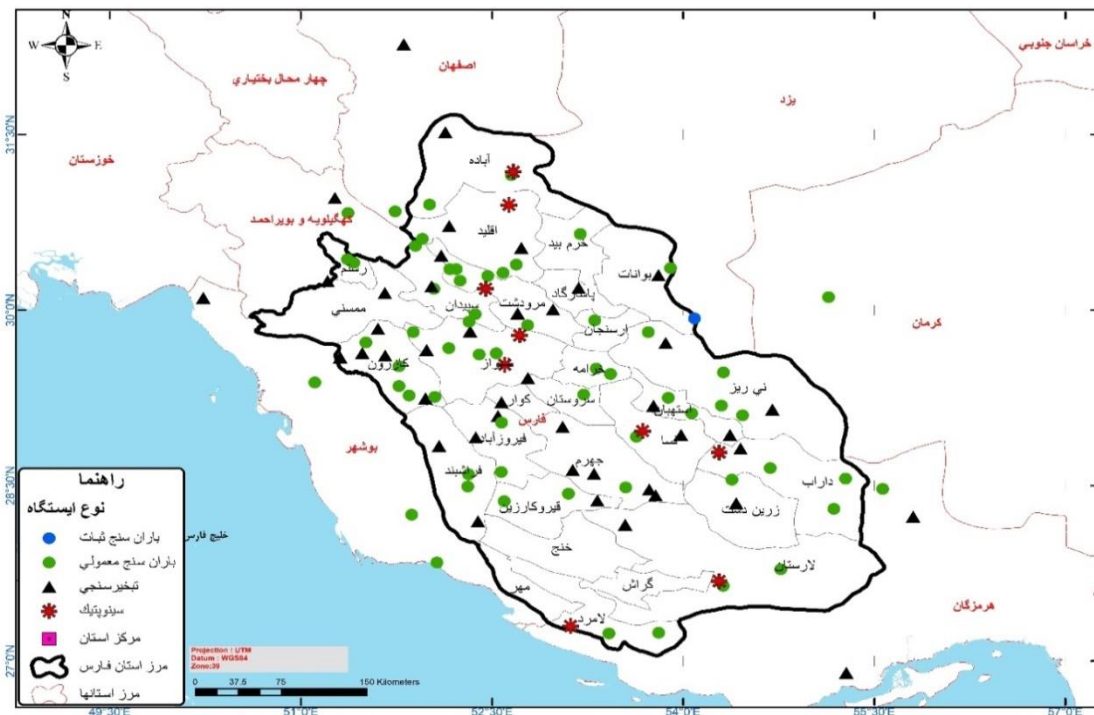 N
W E
S
خراسان جنوبي
اصفهان
چهار محال بختياري
يزد
31°30'N
خوزستان
آباده
كهگيلويه و بويراحمد
اقليد
خرم بيد
رستم
بوانات
پاسارگاد
ممسني
سپيدان
مرودشت
30°0'N
ارسنجان
كرمان
كازرون
شيراز
خرامه
ني ريز
سروستان
كوار
استهبان
فارس
فسا
فيروزآباد
بوشهر
جهرم
فراشبند
داراب
28°30'N
قيروكارزين
زرين دشت
خنج
لارستان
گراش
مهر
هرمزگان
لامرد
خليج فارس
27°0'N
راهنما
نوع ايستگاه
باران سنج ثبات
باران سنج معمولي
تبخيرسنجي
سينوپتيك
مركز استان
مرز استان فارس
مرز استانها
Projection : UTM
Datum : WGS84
Zone:39
0 37.5 75 150 Kilometers
49°30'E 51°0'E 52°30'E 54°0'E 55°30'E 57°0'E